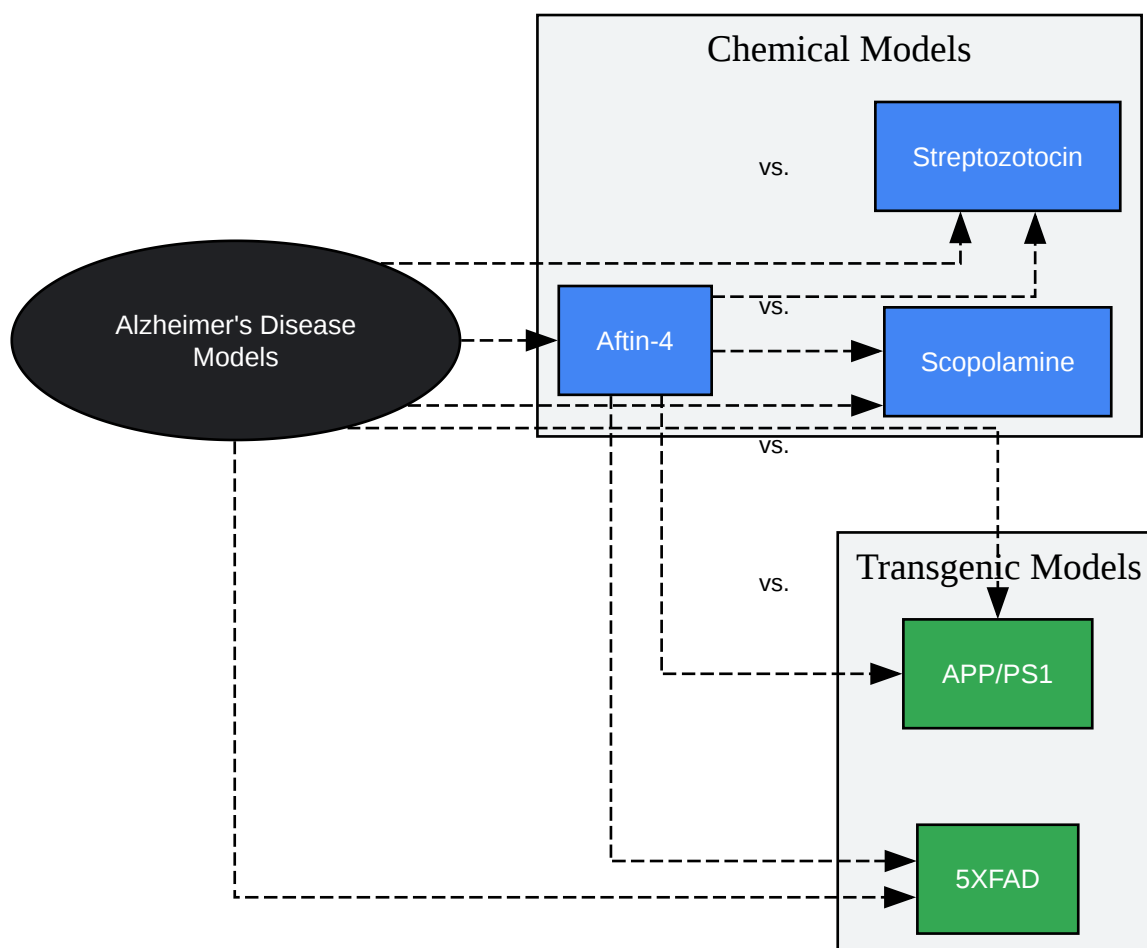 Chemical Models
Streptozotocin
vs.
Alzheimer's Disease
Models
vs.
Aftin-4
Scopolamine
vs.
Transgenic Models
vs.
APP/PS1
5XFAD